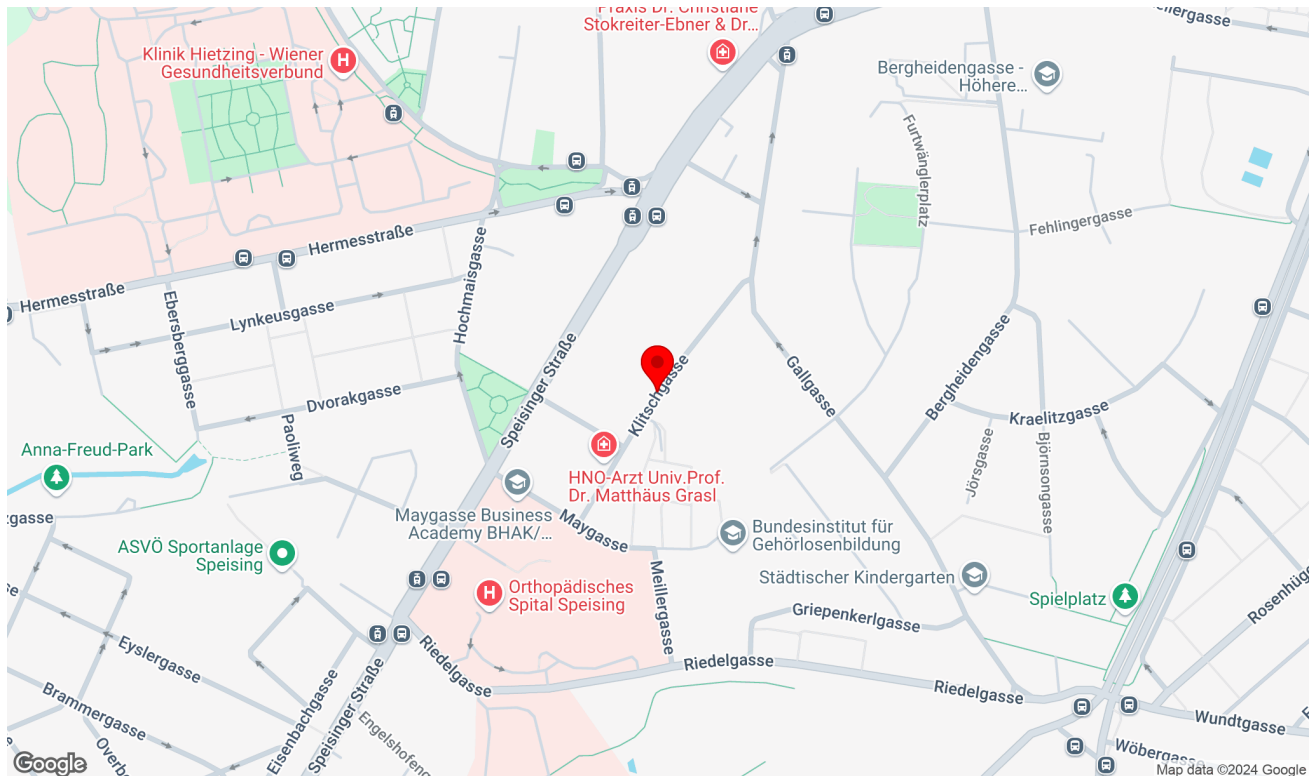 Praxis Dr. Christiane
Stokreiter-Ebner & Dr...
Klinik Hietzing - Wiener
Gesundheitsverbund
H
Bergheidengasse -
Höhere...
Furtwänglerplatz
Fehlingergasse
Hermesstraße
Hermesstraße
Hochmaisgasse
Ebersberggasse
Lynkeusgasse
Speisinger Straße
Klitschgasse
Gallgasse
Bergheidengasse
Kraelitzgasse
Dvorakgasse
Paoliweg
Jörsgasse
Björnsongasse
Anna-Freud-Park
HNO-Arzt Univ.Prof.
Dr. Matthäus Grasl
Maygasse Business
Academy BHAK/...
Maygasse
Bundesinstitut für
Gehörlosenbildung
ASVÖ Sportanlage
Speising
H
Orthopädisches
Spital Speising
Meillergasse
Städtischer Kindergarten
Spielplatz
Griepenkerlgasse
Eyslergasse
Riedelgasse
Riedelgasse
Riedelgasse
Brammergasse
Eisenbachgasse
Speisinger Straße
Wundtgasse
Google
Map data ©2024 Google